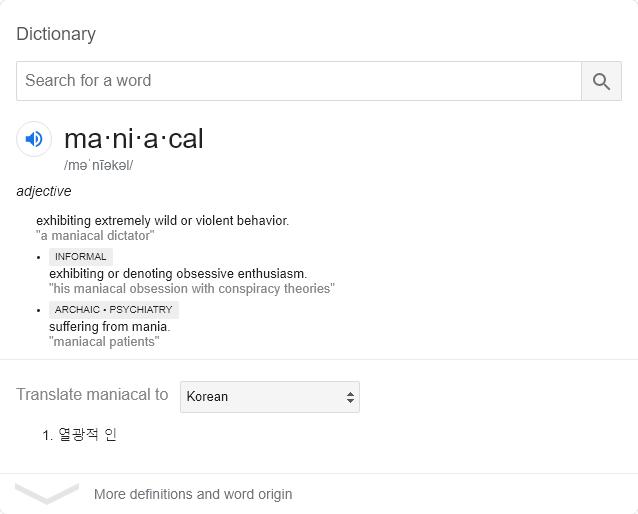 Dictionary
Search for a word
ma·ni·a·cal
/məˈnīəkəl/
adjective
exhibiting extremely wild or violent behavior.
"a maniacal dictator"
• INFORMAL
exhibiting or denoting obsessive enthusiasm.
"his maniacal obsession with conspiracy theories"
• ARCHAIC • PSYCHIATRY
suffering from mania.
"maniacal patients"
Translate maniacal to Korean
1. 열광적 인
More definitions and word origin